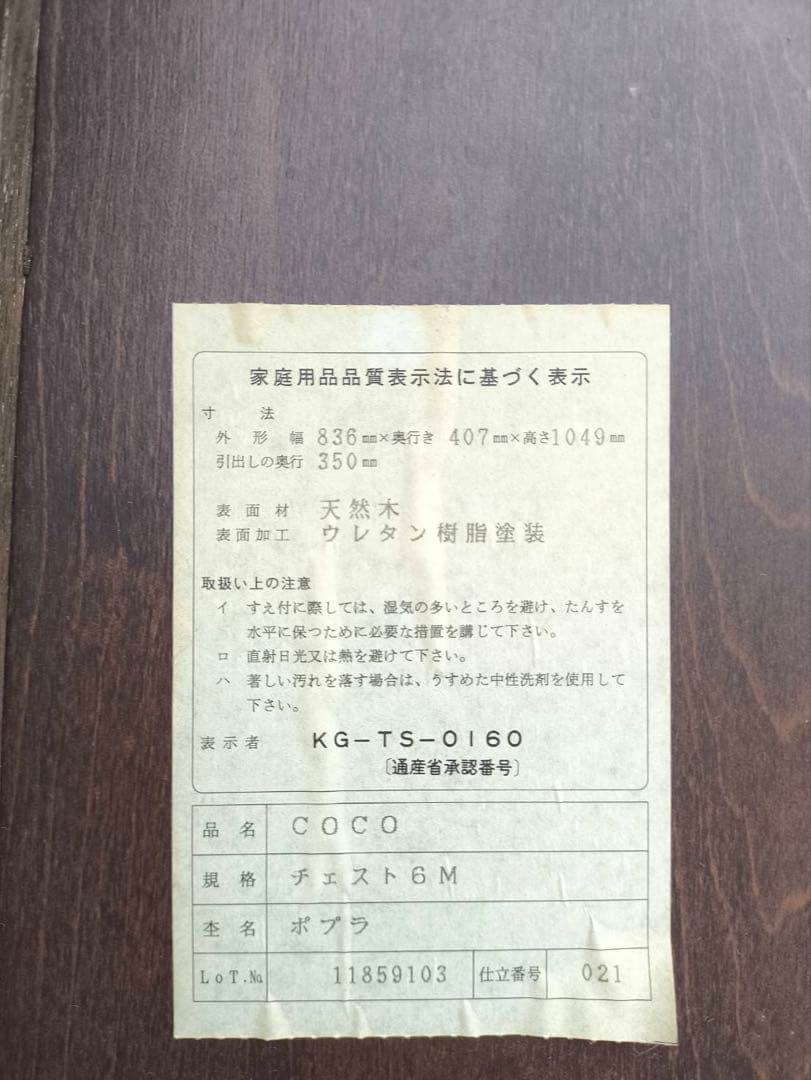 家庭用品品質表示法に基づく表示
寸法
外形幅 836㎜×奥行き 407㎜×高さ1049㎜
引出しの奥行 350㎜
表面材 天然木
表面加工 ウレタン樹脂塗装
取扱い上の注意
イ すえ付に際しては、湿気の多いところを避け、たんすを
水平に保つために必要な措置を講じて下さい。
ロ 直射日光又は熱を避けて下さい。
ハ 著しい汚れを落す場合は、うすめた中性洗剤を使用して
下さい。
表示者 KG-TS-0160
〔通産省承認番号〕
品名 COCO
規格 チェスト6M
杢名 ポプラ
LoT.№ 11859103 仕立番号 021